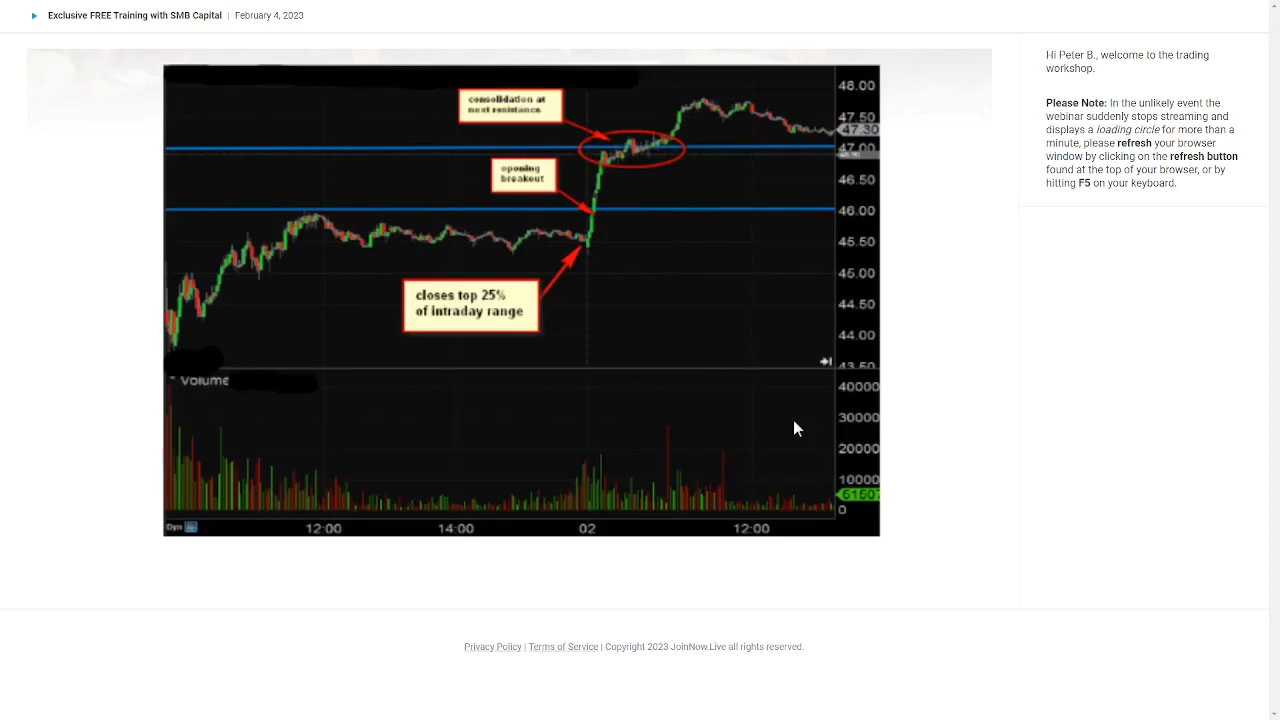 Exclusive FREE Training with SMB Capital | February 4, 2023
Hi Peter B., welcome to the trading
workshop.
Please Note: In the unlikely event the
webinar suddenly stops streaming and
displays a loading circle for more than a
minute, please refresh your browser
window by clicking on the refresh button
found at the top of your browser, or by
hitting F5 on your keyboard.
consolidation at
next resistance
opening
breakout
closes top 25%
of intraday range
48.00
47.50
47.30
47.00
46.50
46.00
45.50
45.00
44.50
44.00
43.50
Volume
40000
30000
20000
10000
0
Dyn
12:00
14:00
02
12:00
Privacy Policy | Terms of Service | Copyright 2023 JoinNow.Live all rights reserved.